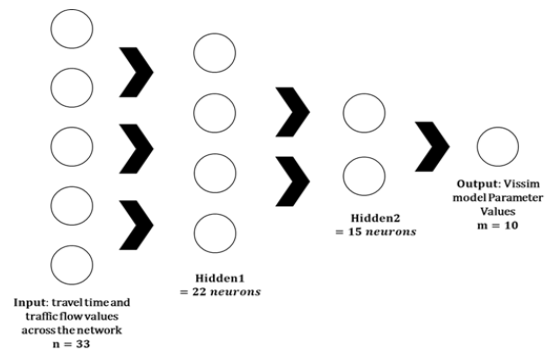 Input: travel time and
traffic flow values
across the network
n = 33
Hidden1
= 22 neurons
Hidden2
= 15 neurons
Output: Vissim
model Parameter
Values
m = 10